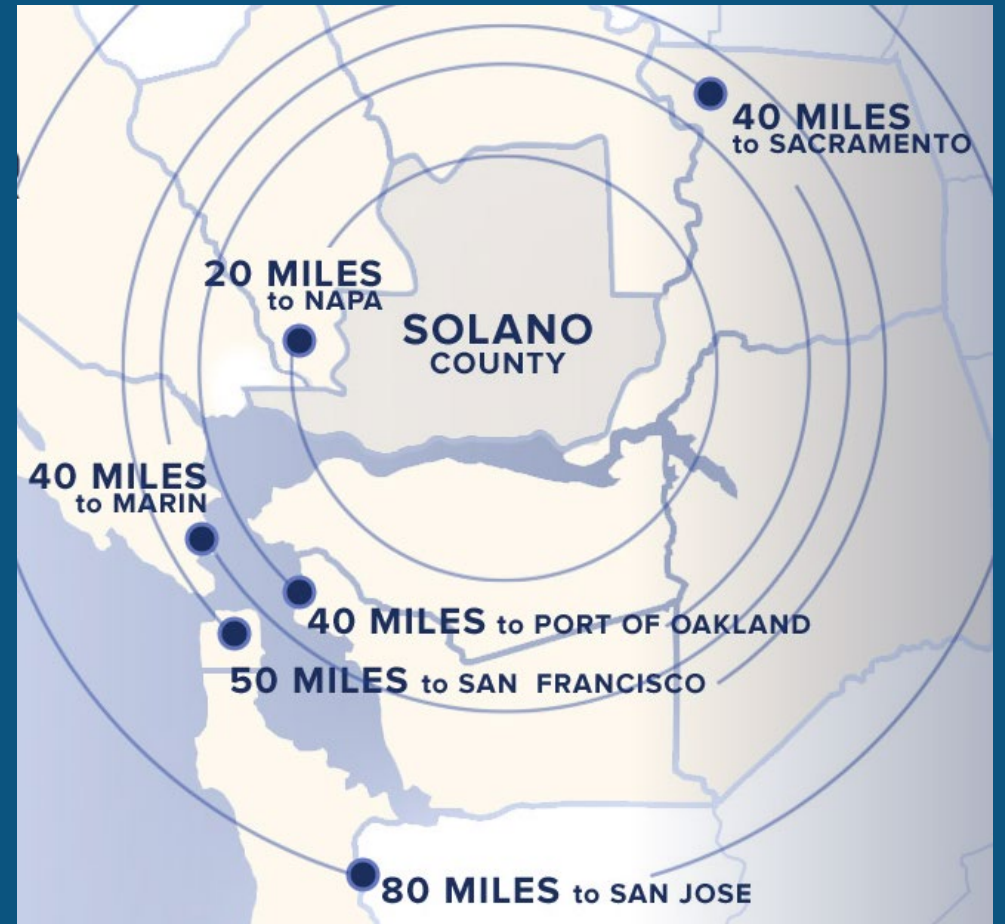 40 MILES
to SACRAMENTO
20 MILES
to NAPA
SOLANO
COUNTY
40 MILES
to MARIN
40 MILES to PORT OF OAKLAND
50 MILES to SAN FRANCISCO
80 MILES to SAN JOSE